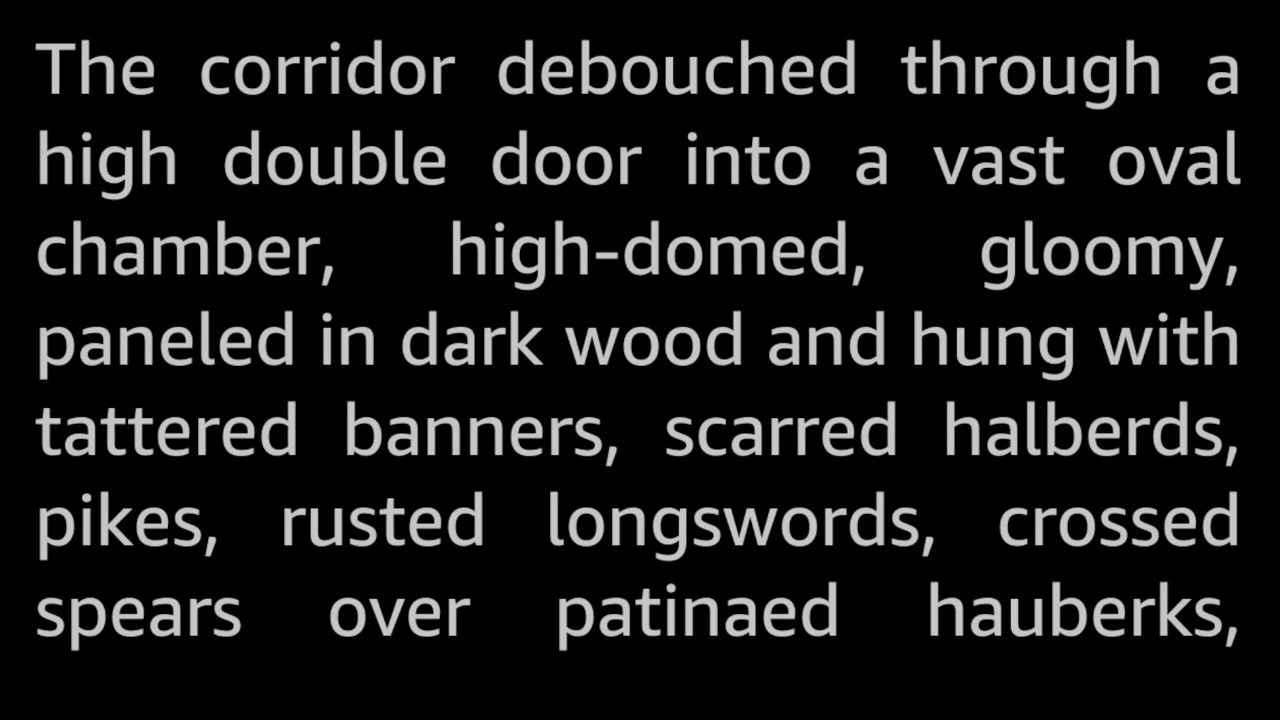 The corridor debouched through a
high double door into a vast oval
chamber, high-domed, gloomy,
paneled in dark wood and hung with
tattered banners, scarred halberds,
pikes, rusted longswords, crossed
spears over patinaed hauberks,